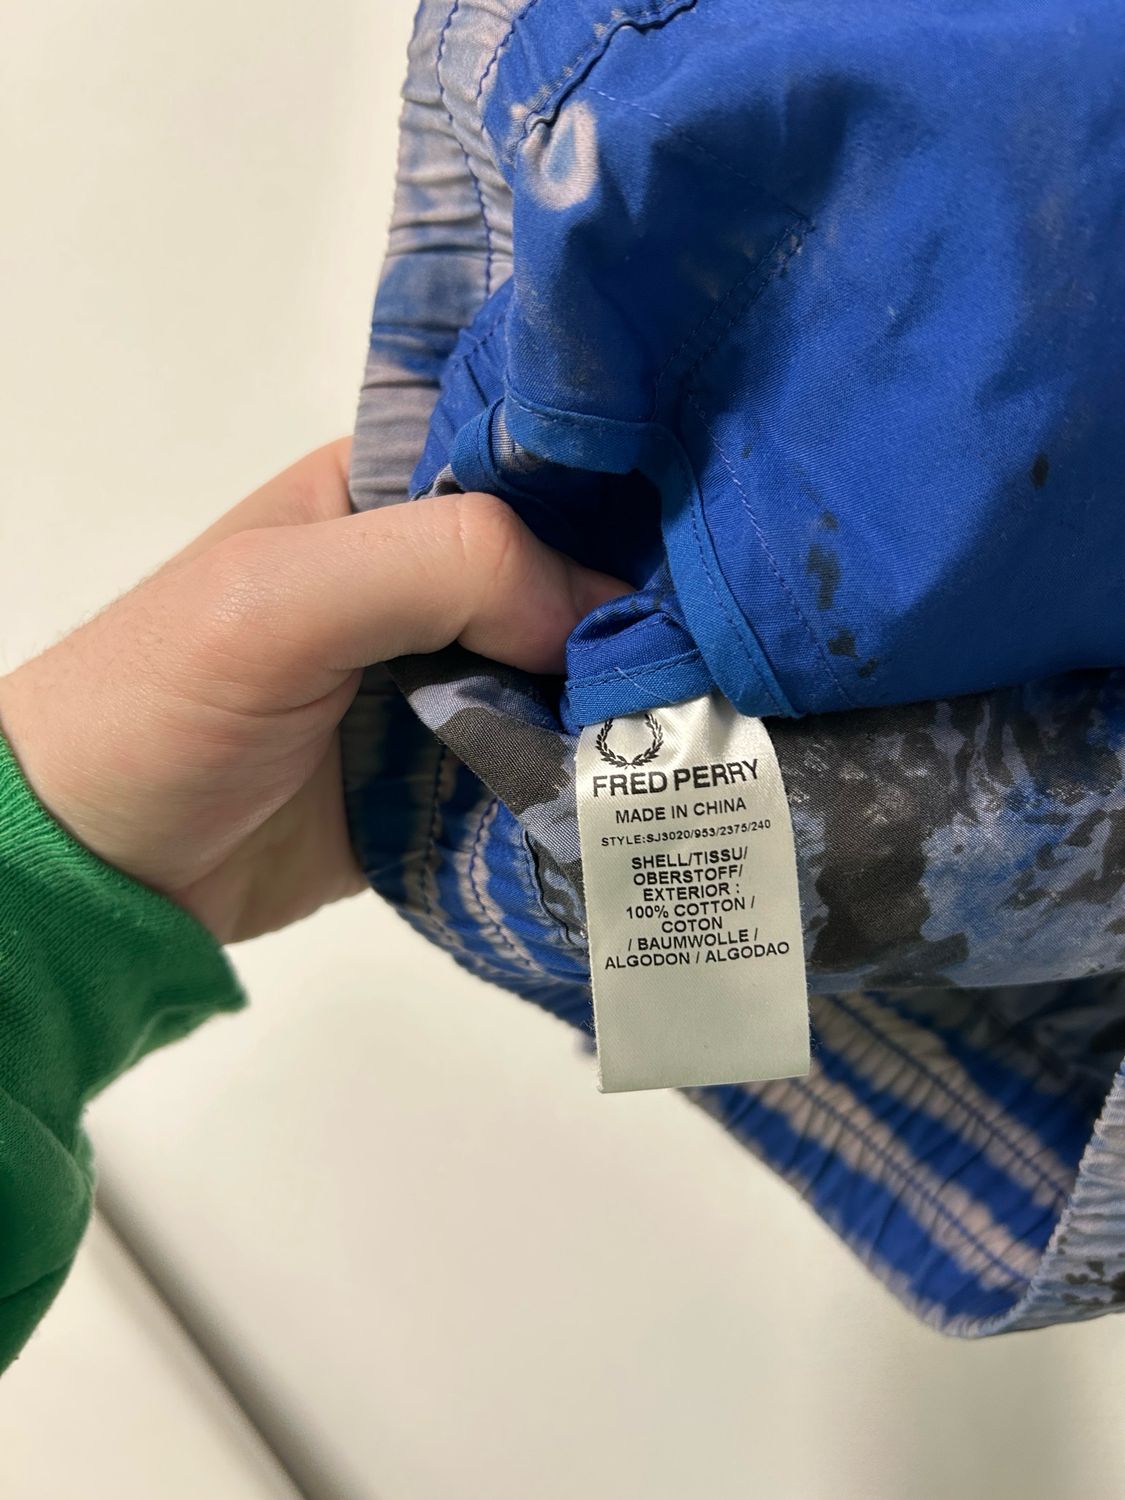 FRED PERRY
MADE IN CHINA
STYLE:SJ3020/953/2375/240
SHELL/TISSU/
OBERSTOFF/
EXTERIOR :
100% COTTON /
COTON
/ BAUMWOLLE /
ALGODON / ALGODAO